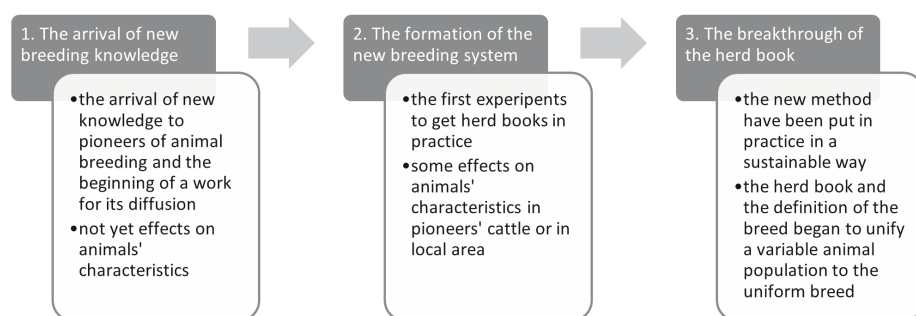 1. The arrival of new
breeding knowledge
•the arrival of new
knowledge to
pioneers of animal
breeding and the
beginning of a work
for its diffusion
•not yet effects on
animals'
characteristics
2. The formation of the
new breeding system
•the first experipents
to get herd books in
practice
•some effects on
animals'
characteristics in
pioneers' cattle or in
local area
3. The breakthrough of
the herd book
•the new method
have been put in
practice in a
sustainable way
•the herd book and
the definition of the
breed began to unify
a variable animal
population to the
uniform breed